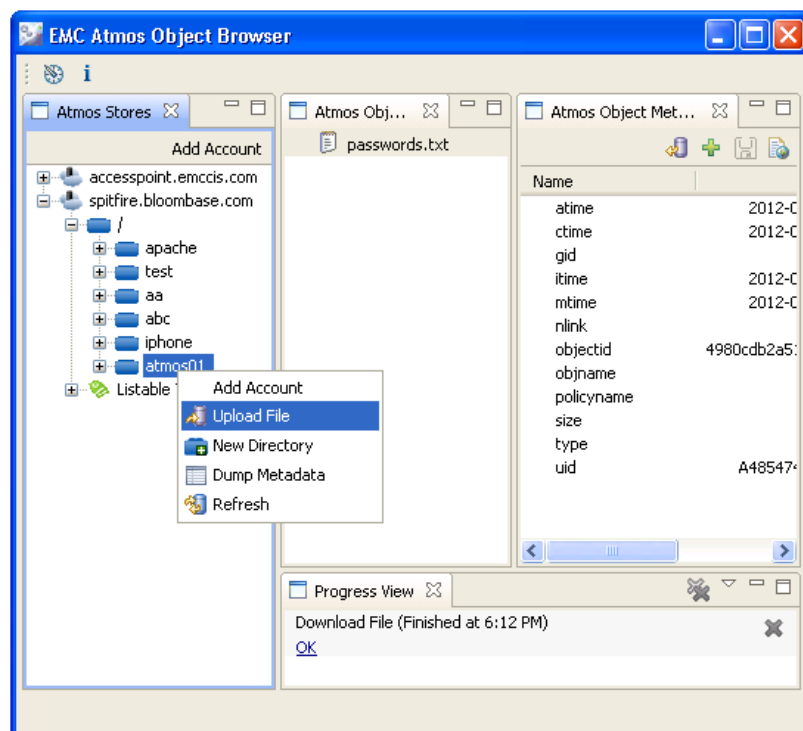 EMC Atmos Object Browser
i
Atmos Stores
Add Account
accesspoint.emccis.com
spitfire.bloombase.com
/
apache
test
aa
abc
iphone
atmos01
Listable
Add Account
Upload File
New Directory
Dump Metadata
Refresh
Atmos Obj...
passwords.txt
Atmos Object Met...
Name
atime 2012-0
ctime 2012-0
gid
itime 2012-0
mtime 2012-0
nlink
objectid 4980cdb2a5
objname
policyname
size
type
uid A48547
Progress View
Download File (Finished at 6:12 PM)
OK